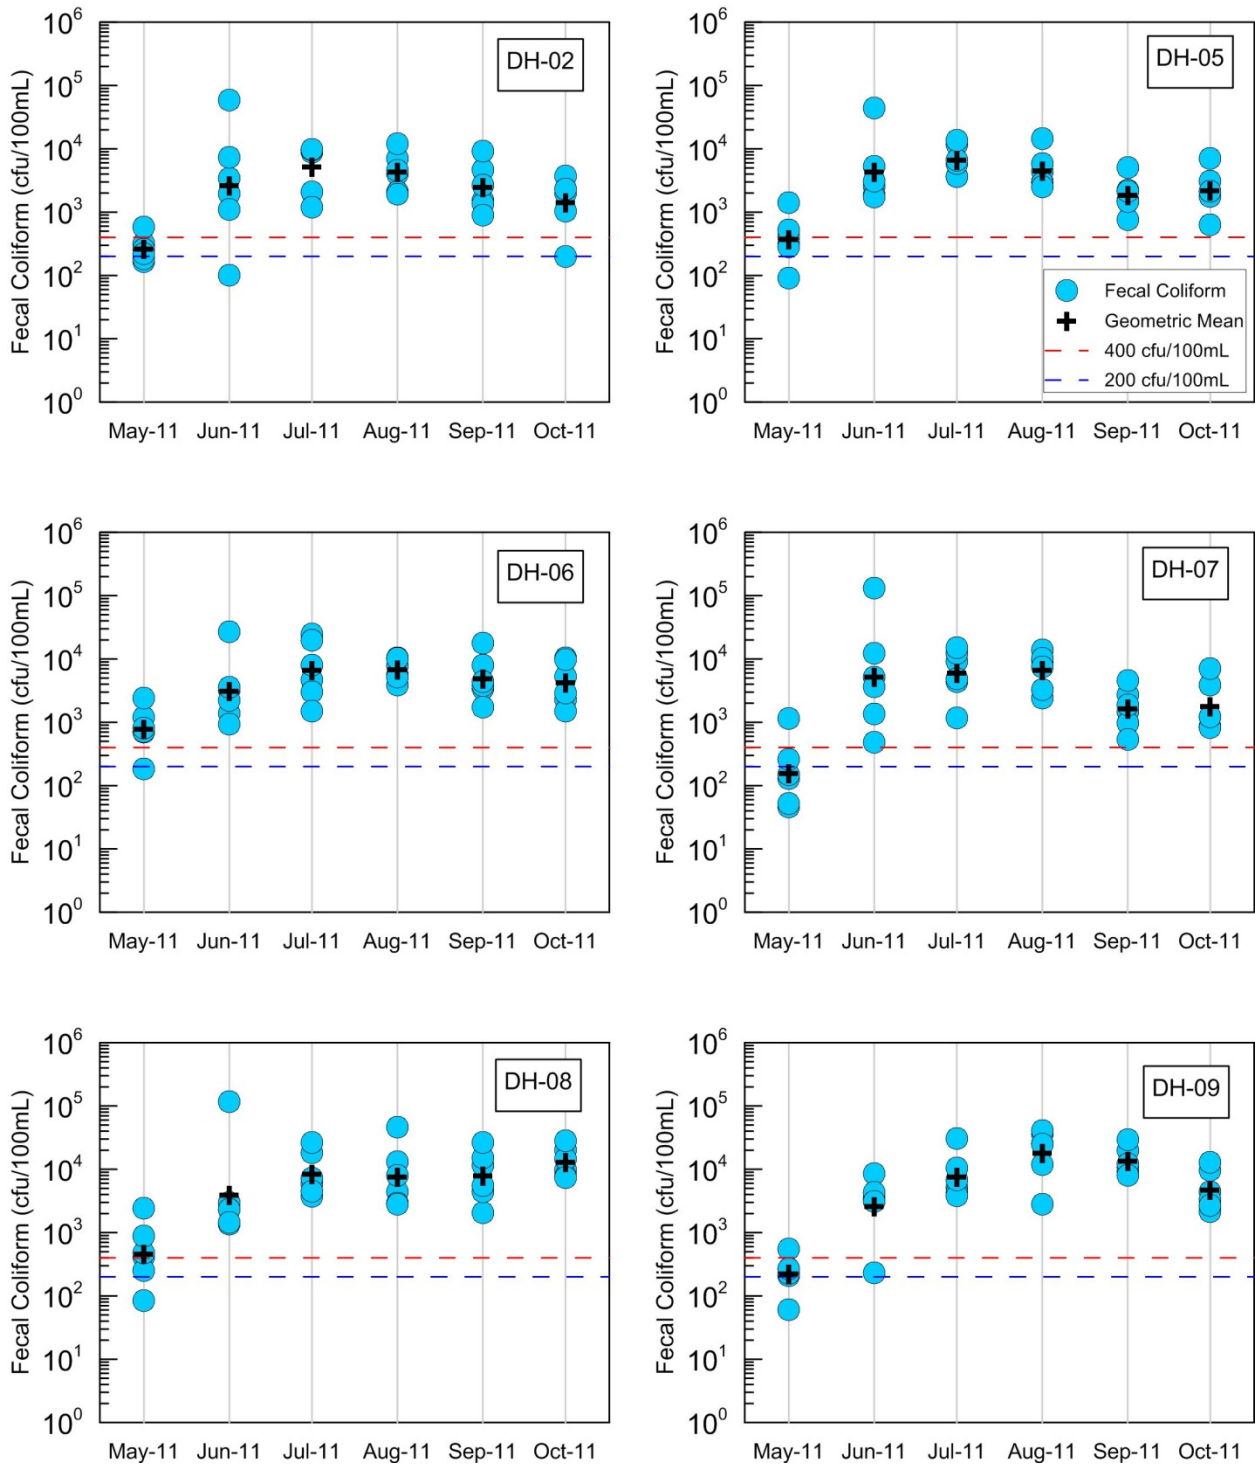 DH-02
Fecal Coliform (cfu/100mL)
10^6
10^5
10^4
10^3
10^2
10^1
10^0
May-11 Jun-11 Jul-11 Aug-11 Sep-11 Oct-11
DH-05
Fecal Coliform (cfu/100mL)
10^6
10^5
10^4
10^3
10^2
10^1
10^0
Fecal Coliform
Geometric Mean
400 cfu/100mL
200 cfu/100mL
May-11 Jun-11 Jul-11 Aug-11 Sep-11 Oct-11
DH-06
Fecal Coliform (cfu/100mL)
10^6
10^5
10^4
10^3
10^2
10^1
10^0
May-11 Jun-11 Jul-11 Aug-11 Sep-11 Oct-11
DH-07
Fecal Coliform (cfu/100mL)
10^6
10^5
10^4
10^3
10^2
10^1
10^0
May-11 Jun-11 Jul-11 Aug-11 Sep-11 Oct-11
DH-08
Fecal Coliform (cfu/100mL)
10^6
10^5
10^4
10^3
10^2
10^1
10^0
May-11 Jun-11 Jul-11 Aug-11 Sep-11 Oct-11
DH-09
Fecal Coliform (cfu/100mL)
10^6
10^5
10^4
10^3
10^2
10^1
10^0
May-11 Jun-11 Jul-11 Aug-11 Sep-11 Oct-11